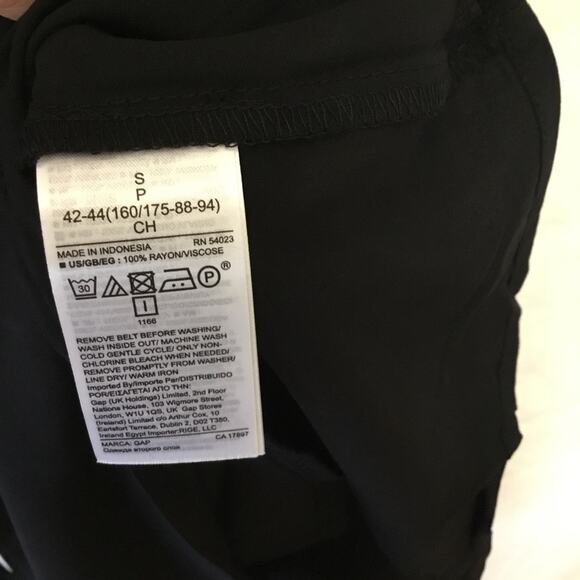 S
P
42-44(160/175-88-94)
CH
MADE IN INDONESIA RN 54023
■ US/GB/EG : 100% RAYON/VISCOSE
30 P ®
I
1166
REMOVE BELT BEFORE WASHING/
WASH INSIDE OUT/ MACHINE WASH
COLD GENTLE CYCLE/ ONLY NON-
CHLORINE BLEACH WHEN NEEDED/
REMOVE PROMPTLY FROM WASHER/
LINE DRY/ WARM IRON
Imported By/Importe Par/DISTRIBUIDO
POR/ΕΙΣΑΓΕΤΑΙ ΑΠΟ ΤΗΝ:
Gap (UK Holdings) Limited, 2nd Floor
Nations House, 103 Wigmore Street,
London, W1U 1QS, UK Gap Stores
(Ireland) Limited c/o Arthur Cox, 10
Earlsfort Terrace, Dublin 2, D02 T380,
Ireland Egypt Importer:RIGE, LLC
MARCA: GAP CA 17897
Одежда второго слоя